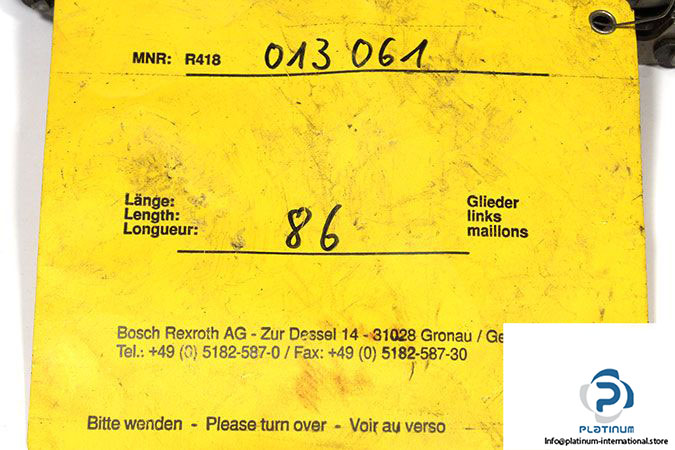 MNR: R418 013 061
Länge: Glieder
Length: 86 links
Longueur: maillons
Bosch Rexroth AG - Zur Dessel 14 - 31028 Gronau /
Tel.: +49 (0) 5182-587-0 / Fax: +49 (0) 5182-587-30
Bitte wenden - Please turn over - Voir au verso
PLATINUM
Info@platinum-international.store